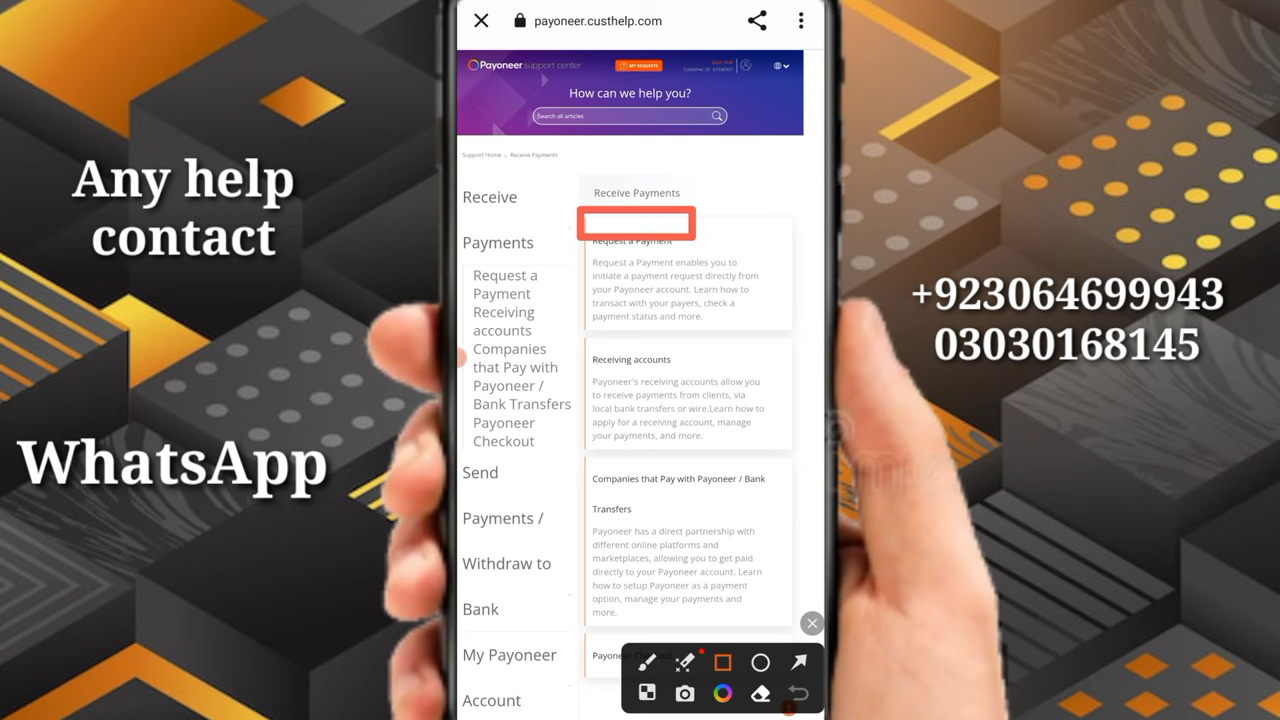 payoneer.custhelp.com
Payoneer support center
MY REQUESTS
How can we help you?
Search all articles
Support Home > Receive Payments
Any help
contact
WhatsApp
Receive
Payments
Request a
Payment
Receiving
accounts
Companies
that Pay with
Payoneer /
Bank Transfers
Payoneer
Checkout
Send
Payments /
Withdraw to
Bank
My Payoneer
Account
Receive Payments
Request a Payment
Request a Payment enables you to
initiate a payment request directly from
your Payoneer account. Learn how to
transact with your payers, check a
payment status and more.
Receiving accounts
Payoneer's receiving accounts allow you
to receive payments from clients, via
local bank transfers or wire.Learn how to
apply for a receiving account, manage
your payments, and more.
Companies that Pay with Payoneer / Bank
Transfers
Payoneer has a direct partnership with
different online platforms and
marketplaces, allowing you to get paid
directly to your Payoneer account. Learn
how to setup Payoneer as a payment
option, manage your payments and
more.
+923064699943
03030168145